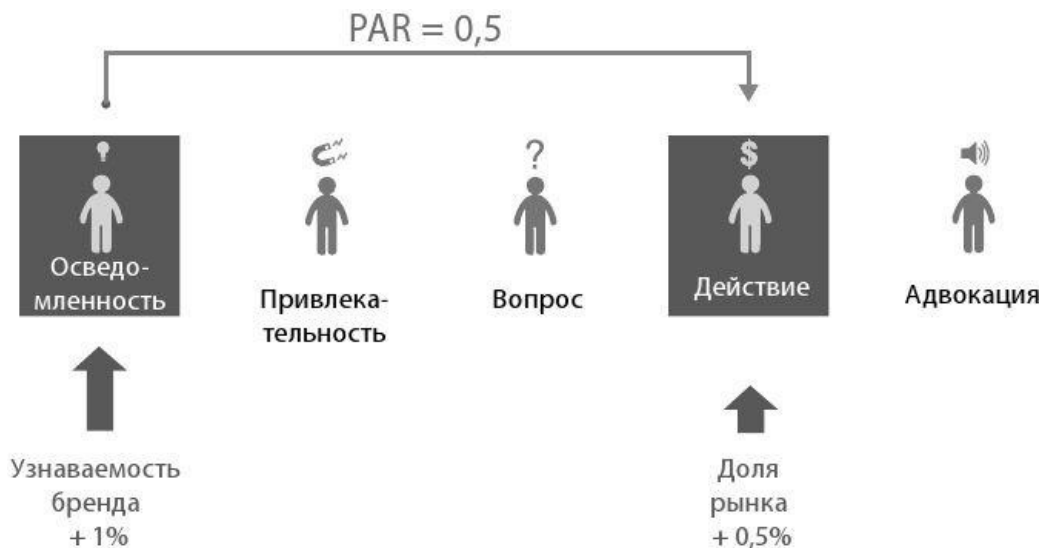 PAR = 0,5
?
$
Осведо-
мленность
Привлека-
тельность
Вопрос
Действие
Адвокация
Узнаваемость
бренда
+ 1%
Доля
рынка
+ 0,5%